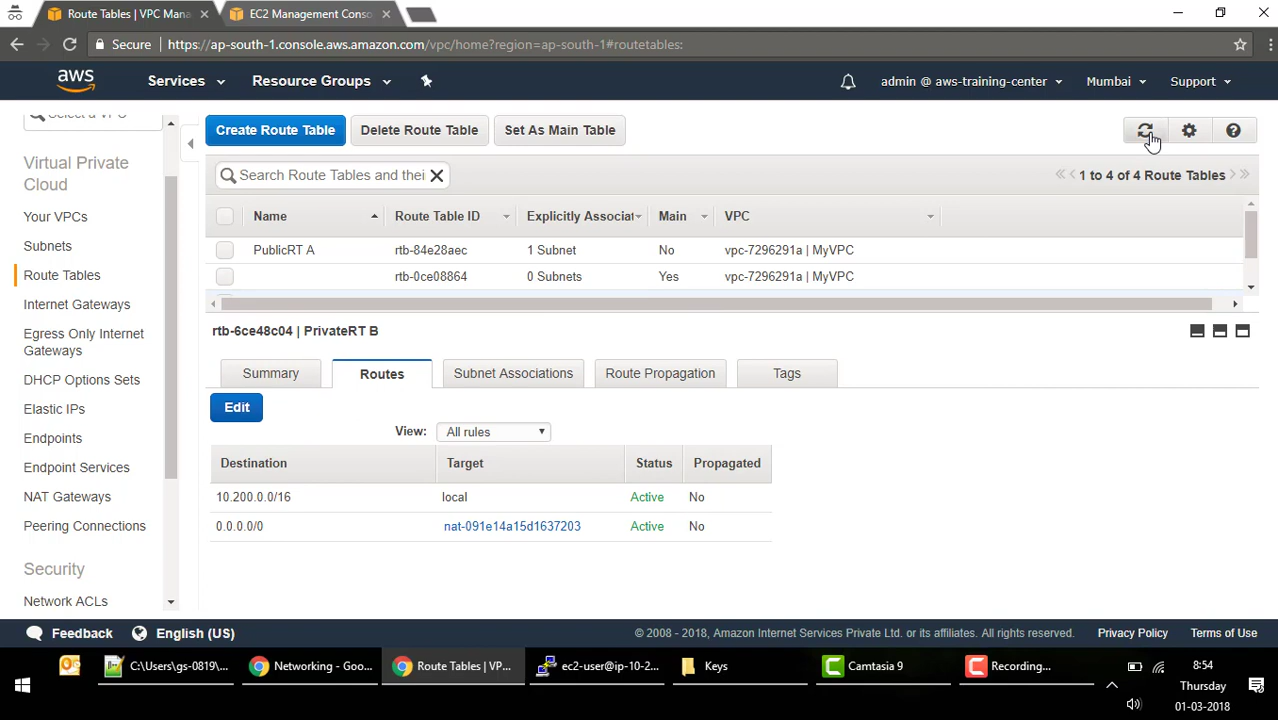 Route Tables | VPC Mana
EC2 Management Conso
Secure
https://ap-south-1.console.aws.amazon.com/vpc/home?region=ap-south-1#routetables:
aws
Services
Resource Groups
admin @ aws-training-center
Mumbai
Support
Select a VPC
Create Route Table
Delete Route Table
Set As Main Table
Virtual Private
Cloud
Your VPCs
Subnets
Route Tables
Internet Gateways
Egress Only Internet
Gateways
DHCP Options Sets
Elastic IPs
Endpoints
Endpoint Services
NAT Gateways
Peering Connections
Security
Network ACLs
Search Route Tables and thei
1 to 4 of 4 Route Tables
Name Route Table ID Explicitly Associat Main VPC
PublicRT A rtb-84e28aec 1 Subnet No vpc-7296291a | MyVPC
rtb-0ce08864 0 Subnets Yes vpc-7296291a | MyVPC
rtb-6ce48c04 | PrivateRT B
Summary Routes Subnet Associations Route Propagation Tags
Edit
View: All rules
Destination Target Status Propagated
10.200.0.0/16 local Active No
0.0.0.0/0 nat-091e14a15d1637203 Active No
Feedback
English (US)
© 2008 - 2018, Amazon Internet Services Private Ltd. or its affiliates. All rights reserved.
Privacy Policy
Terms of Use
C:\Users\gs-0819\...
Networking - Goo...
Route Tables | VP...
ec2-user@ip-10-2...
Keys
Camtasia 9
Recording...
8:54
Thursday
01-03-2018